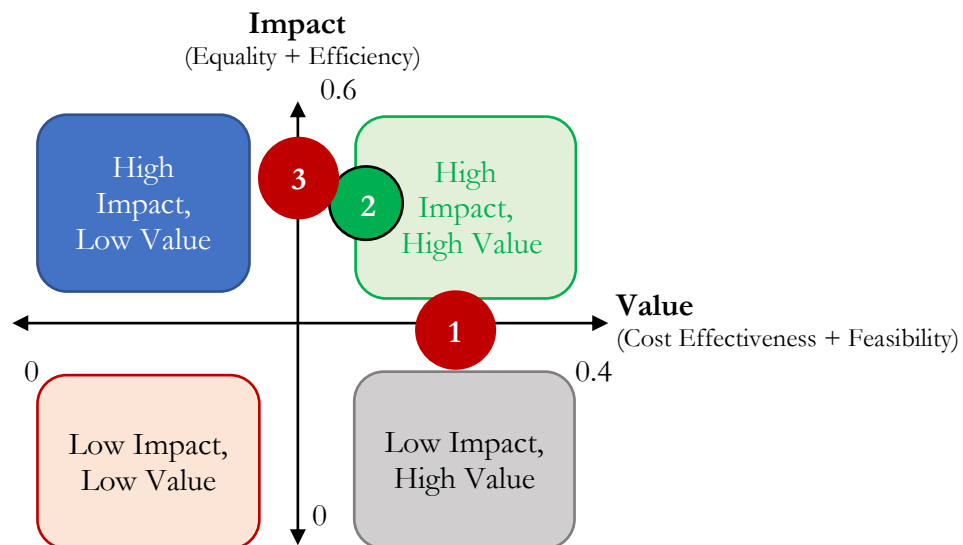 Impact
(Equality + Efficiency)
0.6
High
Impact,
Low Value
3
2
High
Impact,
High Value
1
Value
(Cost Effectiveness + Feasibility)
0
0.4
Low Impact,
Low Value
Low Impact,
High Value
0